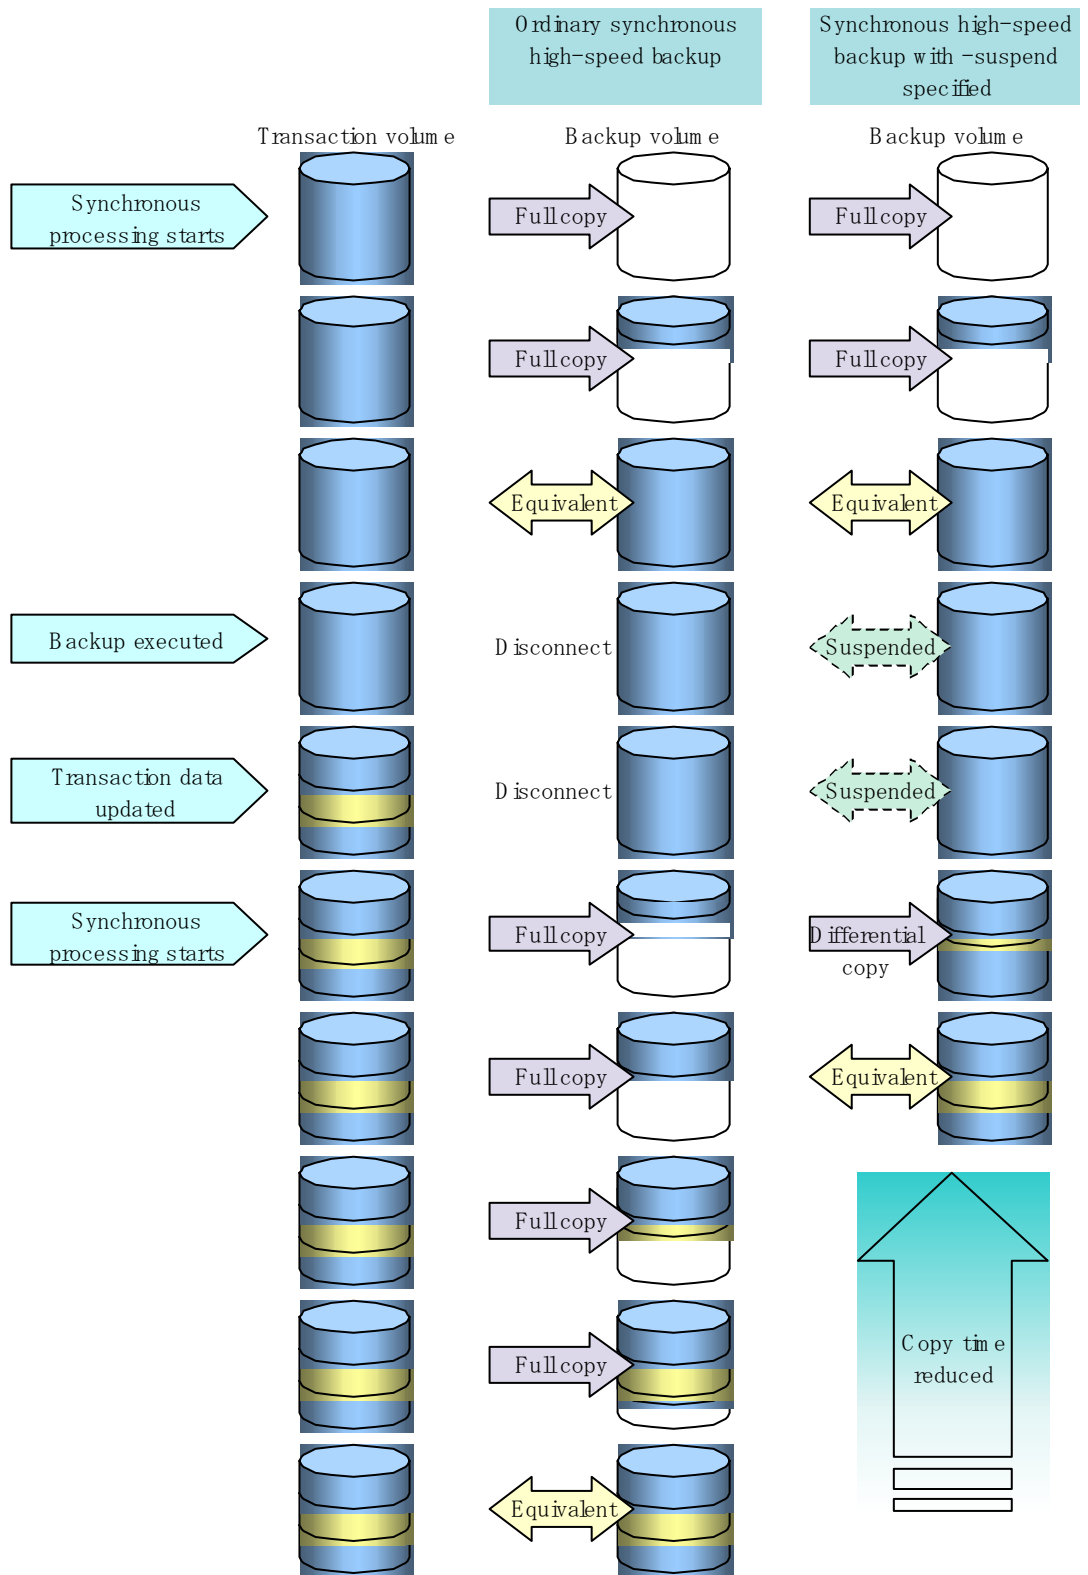 Ordinary synchronous
high-speed backup
Synchronous high-speed
backup with -suspend
specified
Transaction volume
Backup volume
Backup volume
Synchronous
processing starts
Full copy
Full copy
Full copy
Full copy
Equivalent
Equivalent
Backup executed
Disconnect
Suspended
Transaction data
updated
Disconnect
Suspended
Synchronous
processing starts
Full copy
Differential
copy
Full copy
Equivalent
Full copy
Full copy
Copy time
reduced
Equivalent